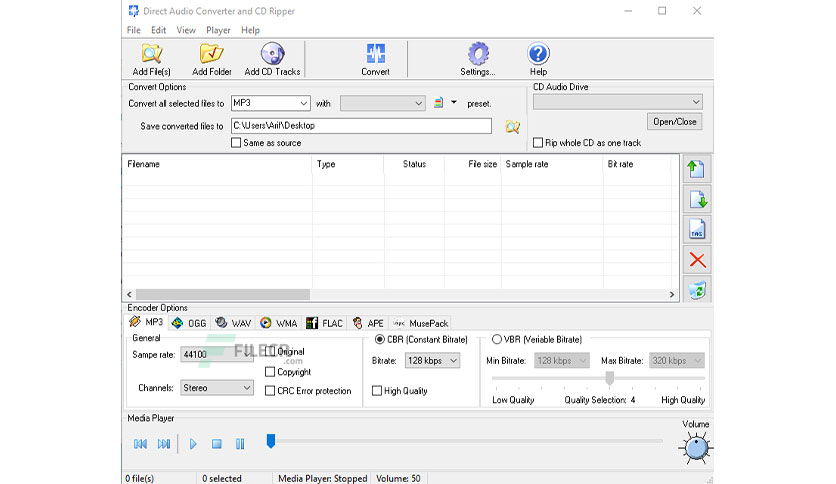 Direct Audio Converter and CD Ripper
File Edit View Player Help
Add File(s) Add Folder Add CD Tracks Convert Settings... Help
Convert Options
Convert all selected files to MP3 with preset.
Save converted files to C:\Users\Aril\Desktop
Same as source
CD Audio Drive
Open/Close
Rip whole CD as one track
Filename Type Status File size Sample rate Bit rate
TAG
Encoder Options
MP3 OGG WAV WMA FLAC APE MusePack
General
Sampe rate: 44100
Channels: Stereo
Original
Copyright
CRC Error protection
FILECR
.com
CBR (Constant Bitrate)
Bitrate: 128 kbps
High Quality
VBR (Veriable Bitrate)
Min Bitrate: 128 kbps Max Bitrate: 320 kbps
Low Quality Quality Selection: 4 High Quality
Media Player
Volume
0 file(s) 0 selected Media Player: Stopped Volume: 50